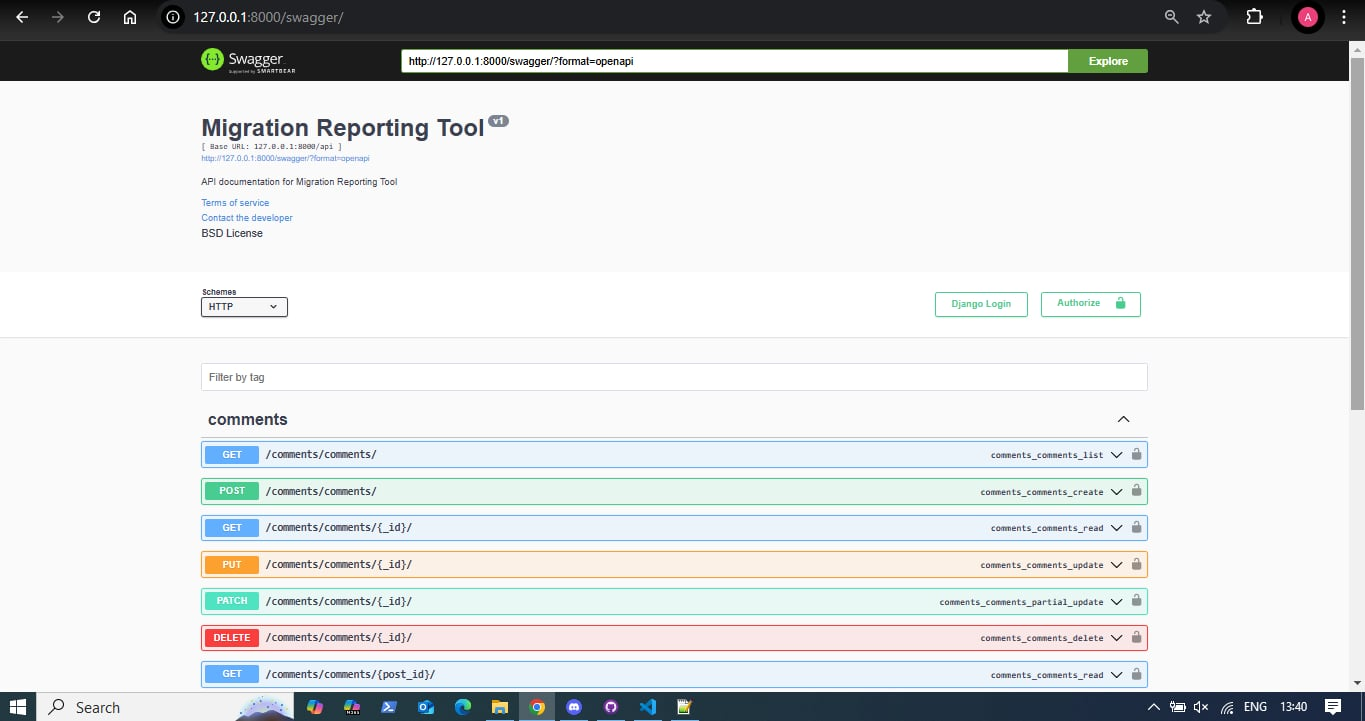 127.0.0.1:8000/swagger/
A
Swagger
Supported by SMARTBEAR
http://127.0.0.1:8000/swagger/?format=openapi
Explore
Migration Reporting Tool v1
[ Base URL: 127.0.0.1:8000/api ]
http://127.0.0.1:8000/swagger/?format=openapi
API documentation for Migration Reporting Tool
Terms of service
Contact the developer
BSD License
Schemes
HTTP
Django Login
Authorize
Filter by tag
comments
GET /comments/comments/ comments_comments_list
POST /comments/comments/ comments_comments_create
GET /comments/comments/{_id}/ comments_comments_read
PUT /comments/comments/{_id}/ comments_comments_update
PATCH /comments/comments/{_id}/ comments_comments_partial_update
DELETE /comments/comments/{_id}/ comments_comments_delete
GET /comments/comments/{post_id}/ comments_comments_read
Search
M365
ENG
13:40